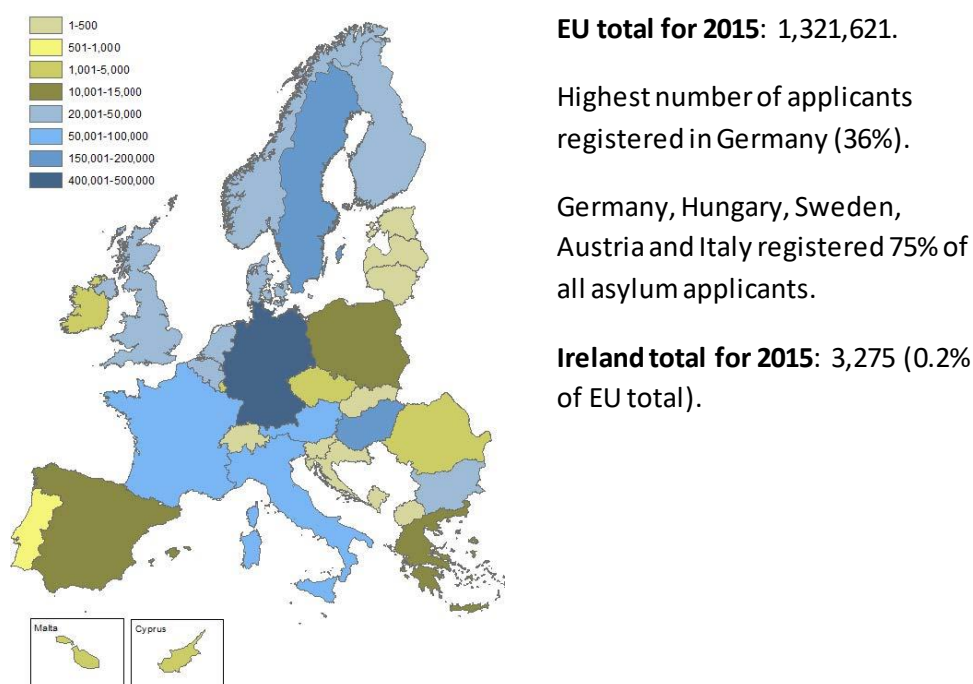 1-500
501-1,000
1,001-5,000
10,001-15,000
20,001-50,000
50,001-100,000
150,001-200,000
400,001-500,000
EU total for 2015: 1,321,621.
Highest number of applicants
registered in Germany (36%).
Germany, Hungary, Sweden,
Austria and Italy registered 75% of
all asylum applicants.
Ireland total for 2015: 3,275 (0.2%
of EU total).
Malta
Cyprus